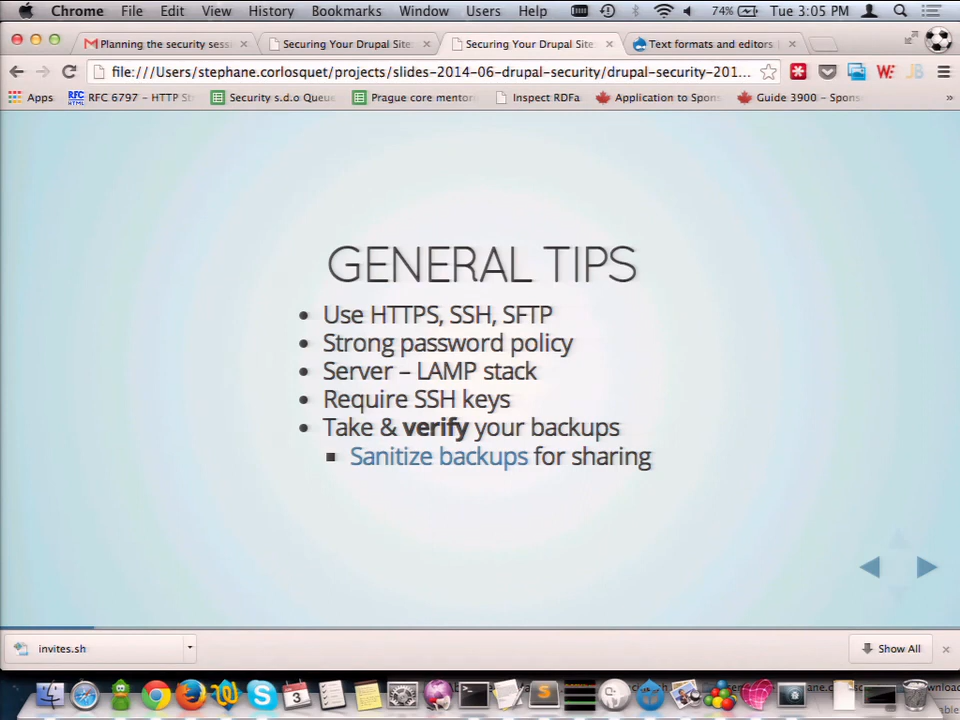 Chrome File Edit View History Bookmarks Window Users Help 74% Tue 3:05 PM
Planning the security sessi Securing Your Drupal Site Securing Your Drupal Site Text formats and editors
file:///Users/stephane.corlosquet/projects/slides-2014-06-drupal-security/drupal-security-201...
Apps RFC 6797 – HTTP St Security s.d.o Queue Prague core mentor Inspect RDFa Application to Spon Guide 3900 – Spons »
GENERAL TIPS
• Use HTTPS, SSH, SFTP
• Strong password policy
• Server – LAMP stack
• Require SSH keys
• Take & verify your backups
▪ Sanitize backups for sharing
invites.sh Show All
3